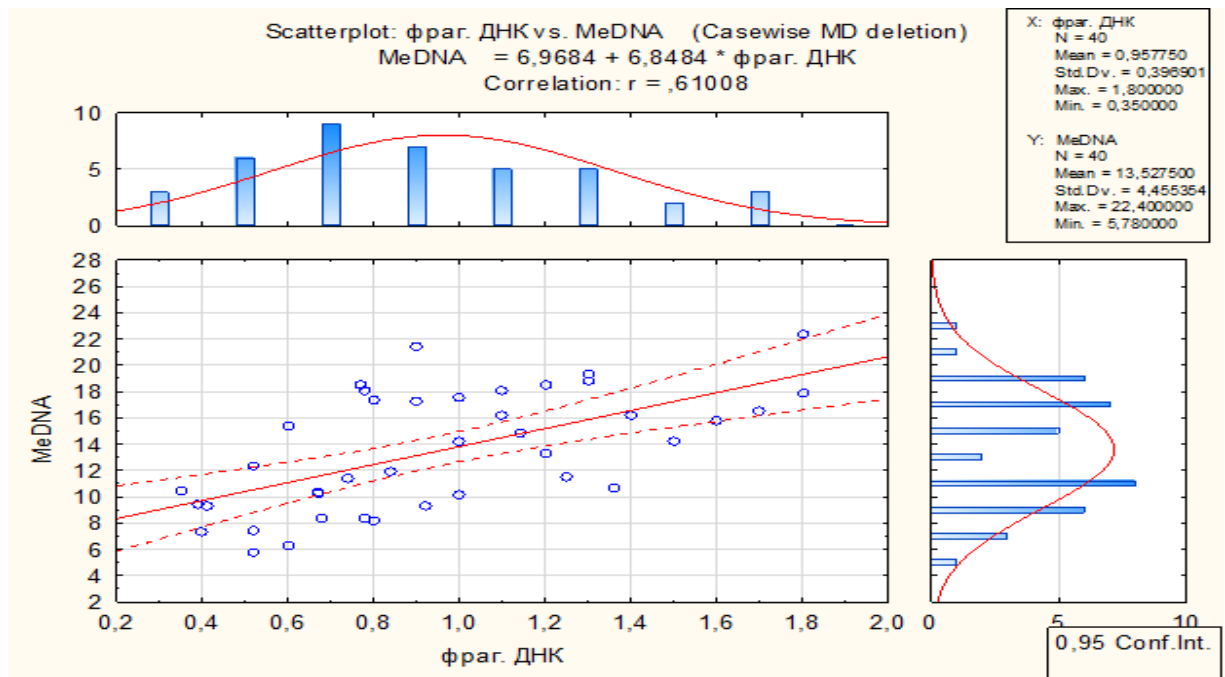 Scatterplot: фраг. ДНК vs. MeDNA (Casewise MD deletion)
MeDNA = 6,9684 + 6,8484 * фраг. ДНК
Correlation: r = ,61008
X: фраг. ДНК
N = 40
Mean = 0,957750
Std.Dv. = 0,396901
Max. = 1,800000
Min. = 0,350000
Y: MeDNA
N = 40
Mean = 13,527500
Std.Dv. = 4,455354
Max. = 22,400000
Min. = 5,780000
10
5
0
28
26
24
22
20
18
16
14
12
10
8
6
4
2
MeDNA
0,2 0,4 0,6 0,8 1,0 1,2 1,4 1,6 1,8 2,0
фраг. ДНК
0 5 10
0,95 Conf.Int.